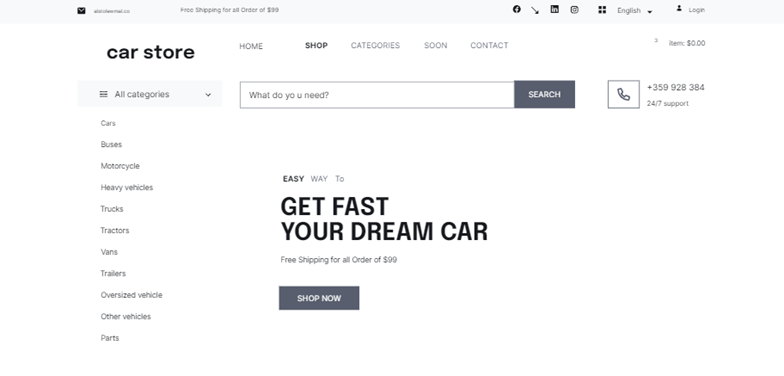 Free Shipping for all Order of $99
English
Login
car store
HOME SHOP CATEGORIES SOON CONTACT
3
Item: $0.00
All categories
What do yo u need?
SEARCH
+359 928 384
24/7 support
Cars
Buses
Motorcycle
Heavy vehicles
Trucks
Tractors
Vans
Trailers
Oversized vehicle
Other vehicles
Parts
EASY WAY To
GET FAST
YOUR DREAM CAR
Free Shipping for all Order of $99
SHOP NOW